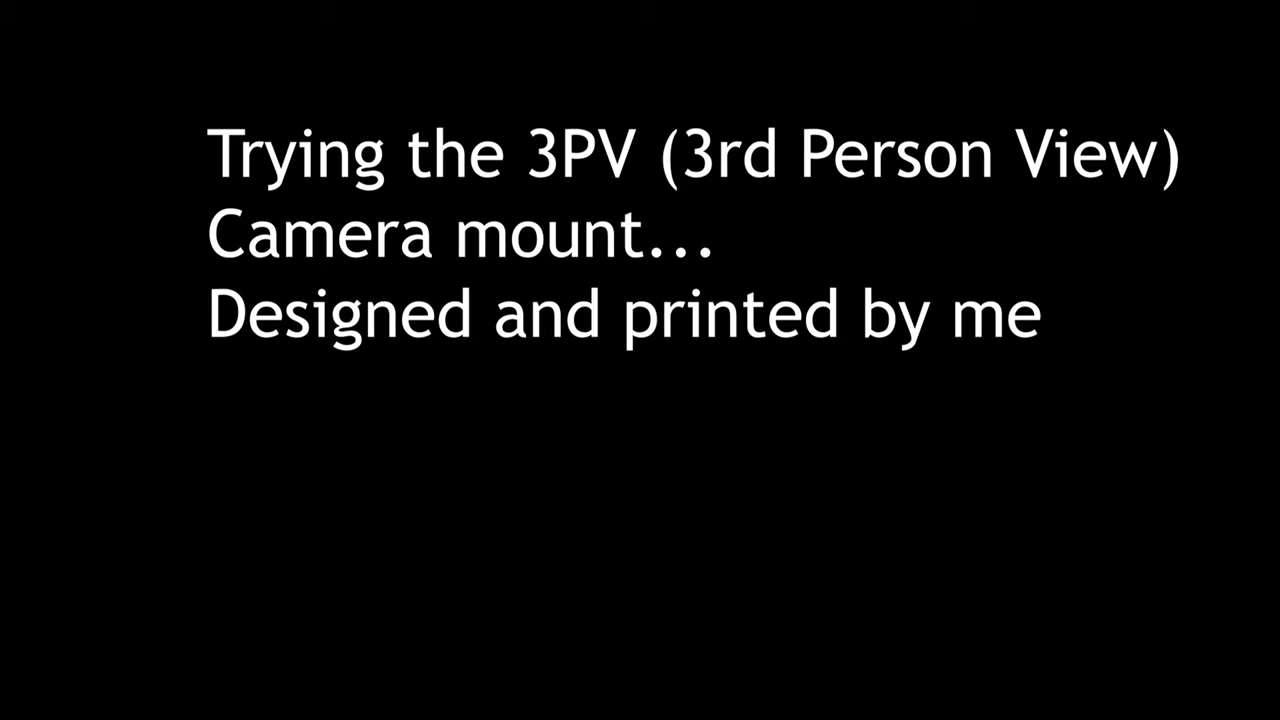 Trying the 3PV (3rd Person View)
Camera mount...
Designed and printed by me